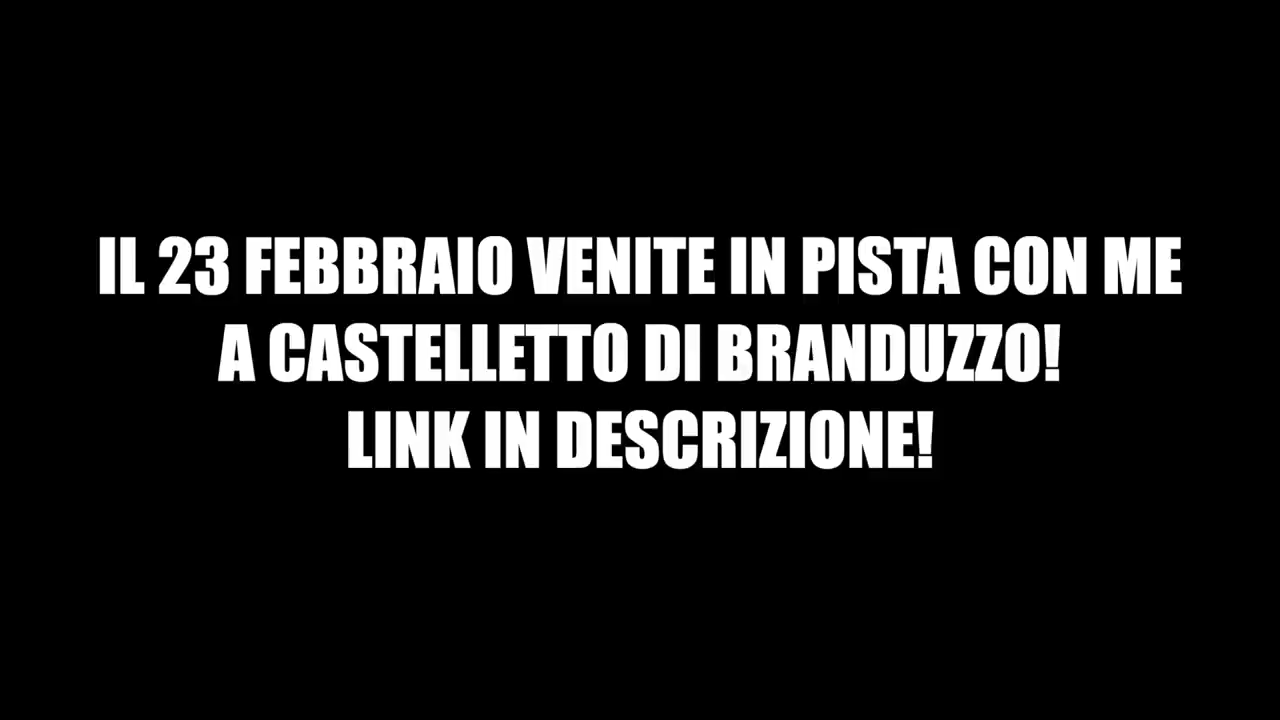 IL 23 FEBBRAIO VENITE IN PISTA CON ME
A CASTELLETTO DI BRANDUZZO!
LINK IN DESCRIZIONE!